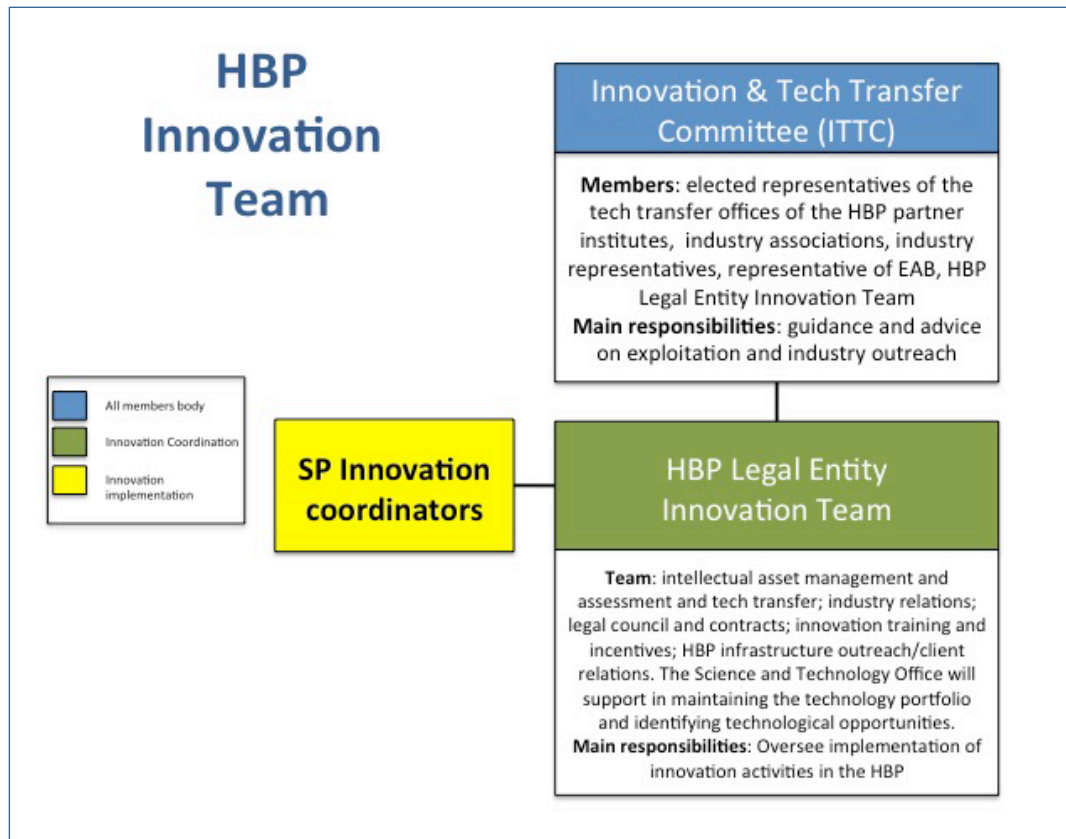 HBP
Innovation
Team
Innovation & Tech Transfer
Committee (ITTC)
Members: elected representatives of the
tech transfer offices of the HBP partner
institutes, industry associations, industry
representatives, representative of EAB, HBP
Legal Entity Innovation Team
Main responsibilities: guidance and advice
on exploitation and industry outreach
All members body
Innovation Coordination
Innovation
implementation
SP Innovation
coordinators
HBP Legal Entity
Innovation Team
Team: intellectual asset management and
assessment and tech transfer; industry relations;
legal council and contracts; innovation training and
incentives; HBP infrastructure outreach/client
relations. The Science and Technology Office will
support in maintaining the technology portfolio
and identifying technological opportunities.
Main responsibilities: Oversee implementation of
innovation activities in the HBP